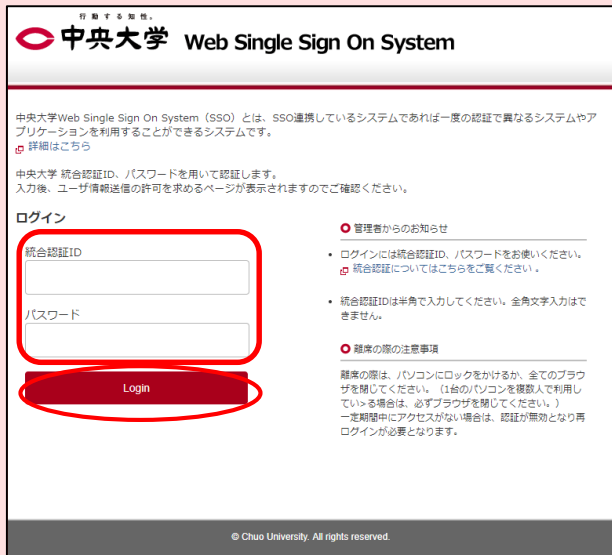 行動する知性。
中央大学 Web Single Sign On System
中央大学Web Single Sign On System（SSO）とは、SSO連携しているシステムであれば一度の認証で異なるシステムやア
プリケーションを利用することができるシステムです。
詳細はこちら
中央大学 統合認証ID、パスワードを用いて認証します。
入力後、ユーザ情報送信の許可を求めるページが表示されますのでご確認ください。
ログイン
統合認証ID
パスワード
Login
管理者からのお知らせ
• ログインには統合認証ID、パスワードをお使いください。
統合認証についてはこちらをご覧ください 。
• 統合認証IDは半角で入力してください。全角文字入力はで
きません。
離席の際の注意事項
離席の際は、パソコンにロックをかけるか、全てのブラウ
ザを閉じてください。（1台のパソコンを複数人で利用し
てい＞る場合は、必ずブラウザを閉じてください。）
一定期間中にアクセスがない場合は、認証が無効となり再
ログインが必要となります。
© Chuo University. All rights reserved.